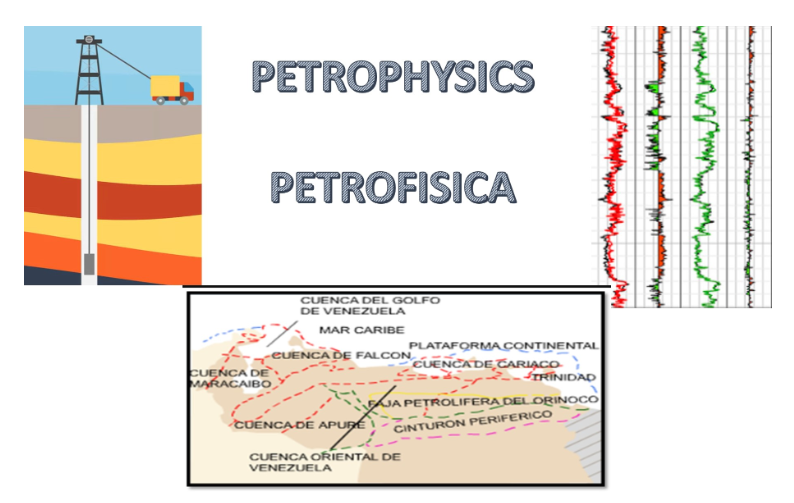 PETROPHYSICS
PETROFISICA
CUENCA DEL GOLFO
DE VENEZUELA
MAR CARIBE
PLATAFORMA CONTINENTAL
CUENCA DE FALCON
CUENCA DE CARIACO
CUENCA DE
MARACAIBO
TRINIDAD
FAJA PETROLIFERA DEL ORINOCO
CUENCA DE APURE
CINTURON PERIFERICO
CUENCA ORIENTAL DE
VENEZUELA